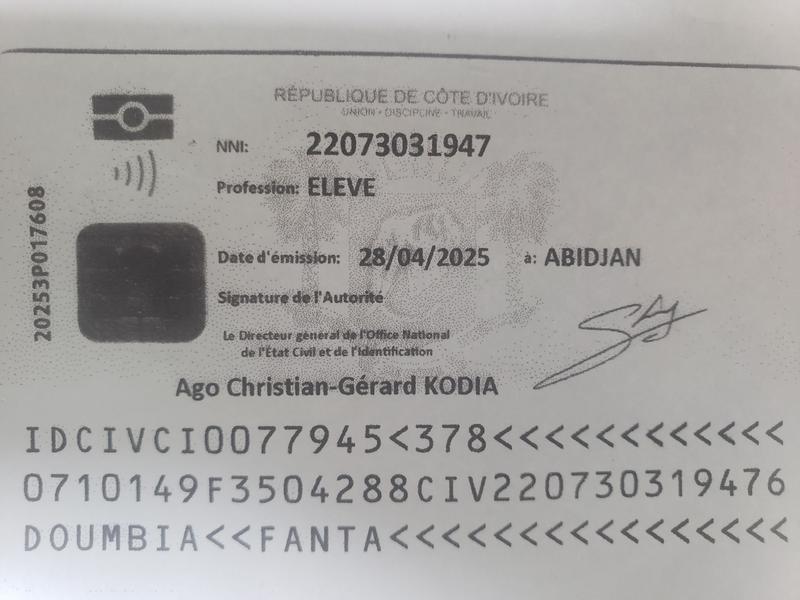 RÉPUBLIQUE DE CÔTE D'IVOIRE
UNION - DISCIPLINE - TRAVAIL
NNI: 22073031947
Profession: ELEVE
20253P017608
Date d'émission: 28/04/2025 à: ABIDJAN
Signature de l'Autorité
Le Directeur général de l'Office National
de l'État Civil et de l'Identification
Ago Christian-Gérard KODIA
IDCIVCI0077945<378<<<<<<<<<<<<
0710149F3504288CIV220730319476
DOUMBIA<<FANTA<<<<<<<<<<<<<<<<